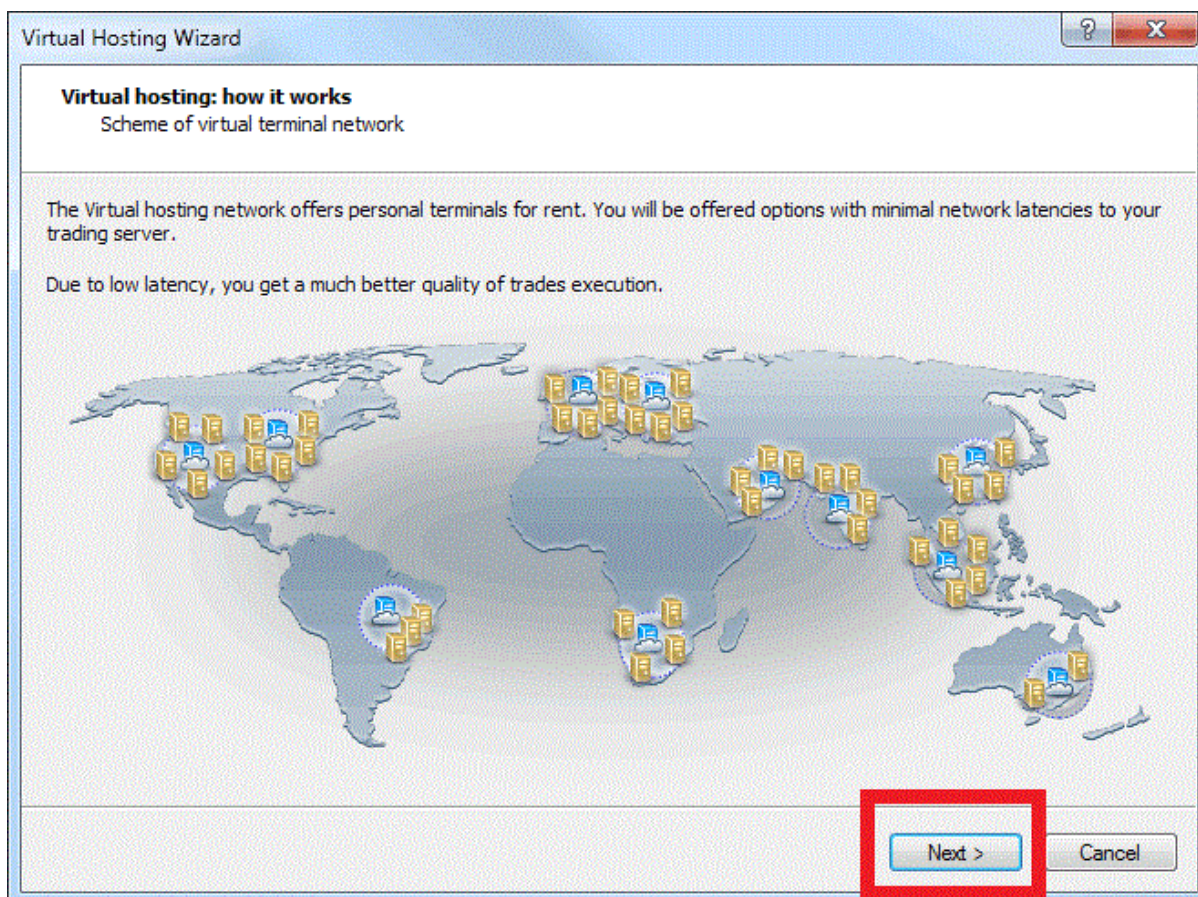 Virtual Hosting Wizard
Virtual hosting: how it works
Scheme of virtual terminal network
The Virtual hosting network offers personal terminals for rent. You will be offered options with minimal network latencies to your
trading server.
Due to low latency, you get a much better quality of trades execution.
Next >
Cancel